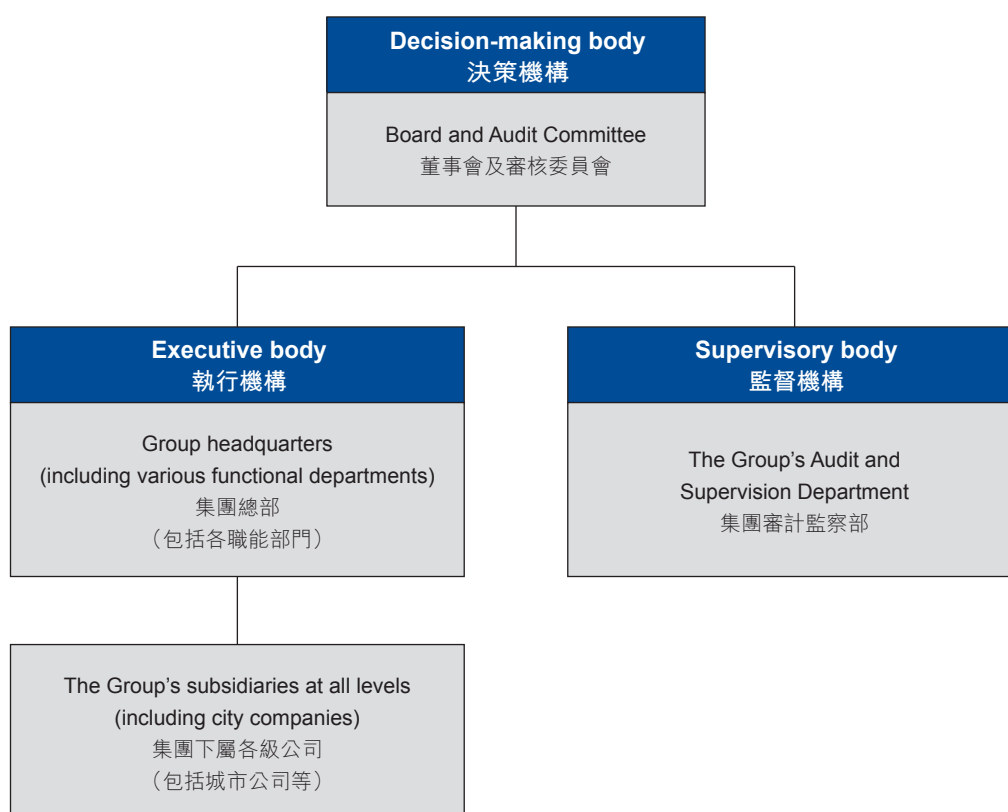 Decision-making body
決策機構
Board and Audit Committee
董事會及審核委員會
Executive body
執行機構
Group headquarters
(including various functional departments)
集團總部
（包括各職能部門）
Supervisory body
監督機構
The Group’s Audit and
Supervision Department
集團審計監察部
The Group’s subsidiaries at all levels
(including city companies)
集團下屬各級公司
（包括城市公司等）